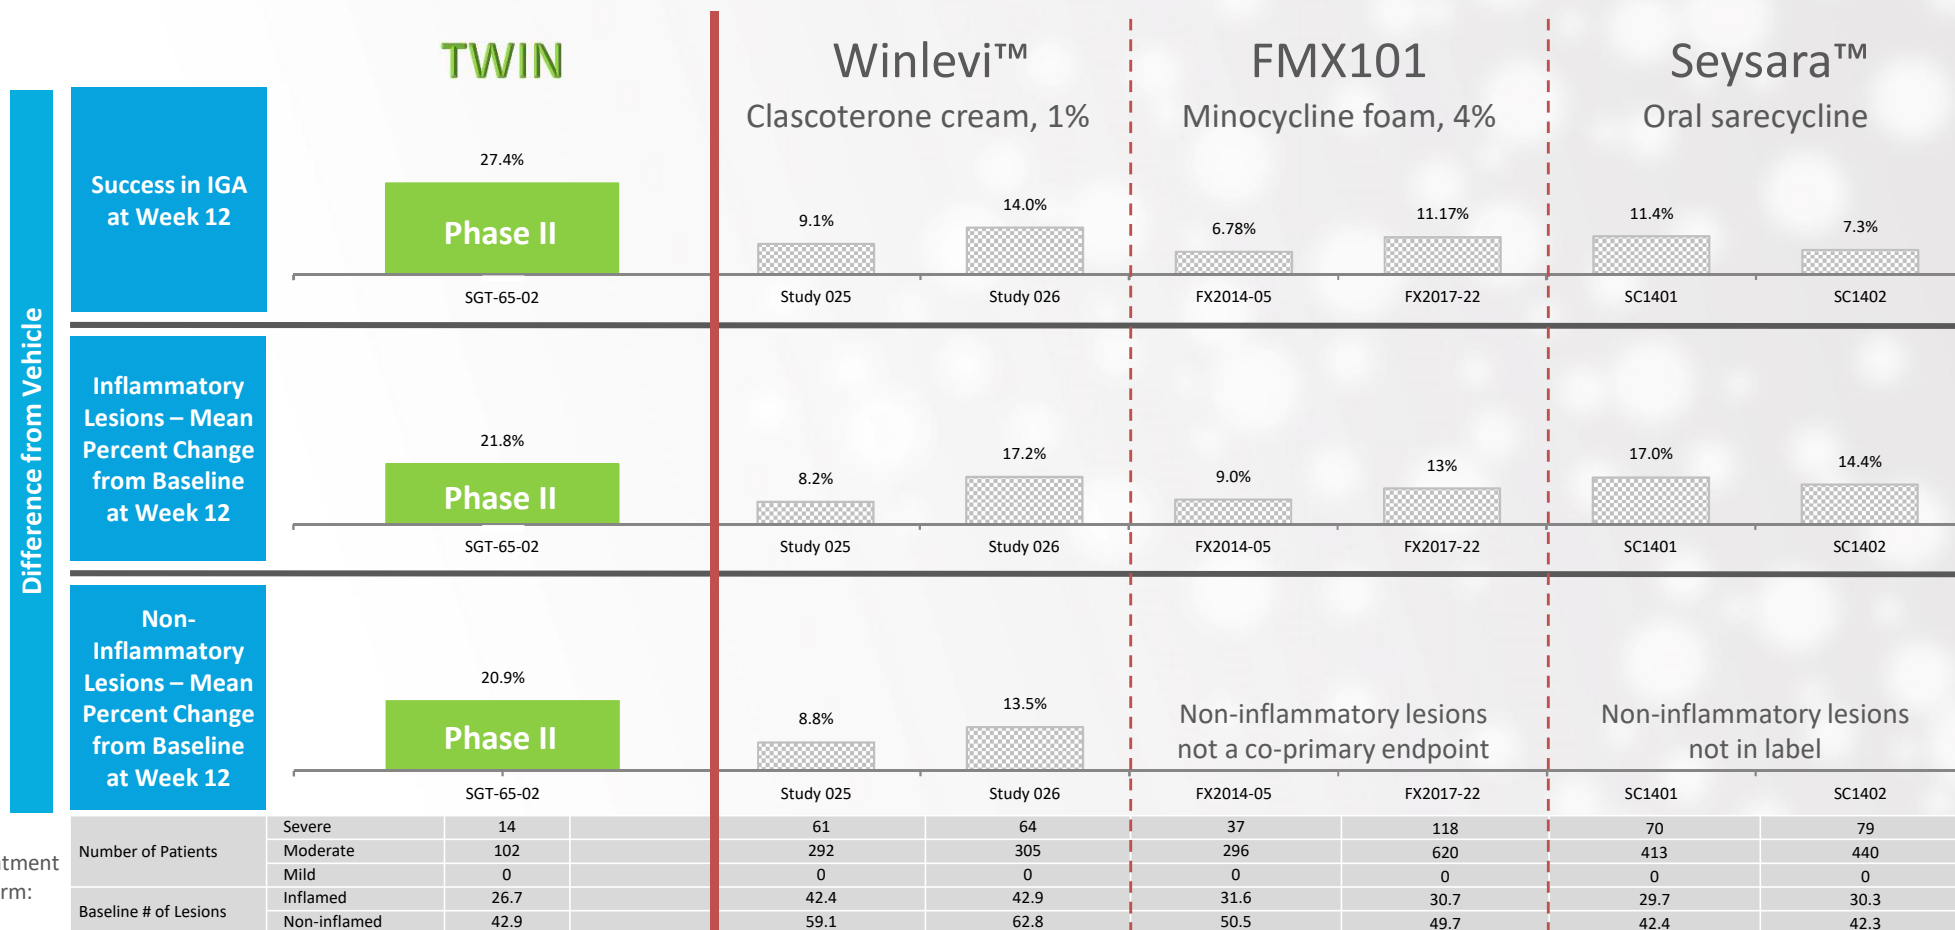 TWIN
Winlevi™
Clascoterone cream, 1%
FMX101
Minocycline foam, 4%
Seysara™
Oral sarecycline
Difference from Vehicle
Success in IGA
at Week 12
27.4%
Phase II
9.1%
14.0%
6.78%
11.17%
11.4%
7.3%
SGT-65-02
Study 025
Study 026
FX2014-05
FX2017-22
SC1401
SC1402
Inflammatory
Lesions – Mean
Percent Change
from Baseline
at Week 12
21.8%
Phase II
8.2%
17.2%
9.0%
13%
17.0%
14.4%
SGT-65-02
Study 025
Study 026
FX2014-05
FX2017-22
SC1401
SC1402
Non-
Inflammatory
Lesions – Mean
Percent Change
from Baseline
at Week 12
20.9%
Phase II
8.8%
13.5%
Non-inflammatory lesions
not a co-primary endpoint
Non-inflammatory lesions
not in label
SGT-65-02
Study 025
Study 026
FX2014-05
FX2017-22
SC1401
SC1402
atment
rm:
Number of Patients
Severe 14 61 64 37 118 70 79
Moderate 102 292 305 296 620 413 440
Mild 0 0 0 0 0 0 0
Baseline # of Lesions
Inflamed 26.7 42.4 42.9 31.6 30.7 29.7 30.3
Non-inflamed 42.9 59.1 62.8 50.5 49.7 42.4 42.3